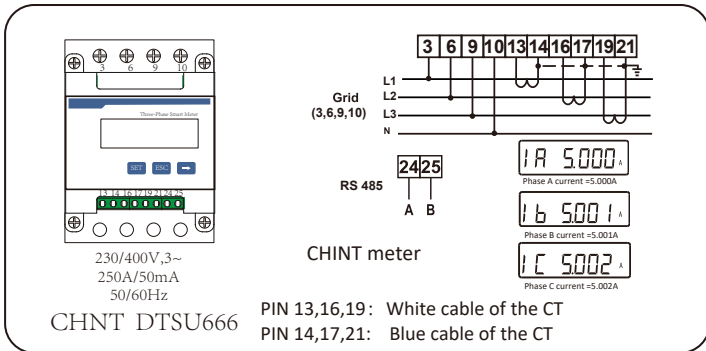 3 6 9 10
Three-Phase Smart Meter
SET ESC
13 14 16 17 19 21 24 25
230/400V,3~
250A/50mA
50/60Hz
CHNT DTSU666
3 6 9 10 13 14 16 17 19 21
L1
L2
L3
N
Grid
(3,6,9,10)
24 25
RS 485
A B
CHINT meter
IA 5.000 A
Phase A current =5.000A
Ib 5.001 A
Phase B current =5.001A
IC 5.002 A
Phase C current =5.002A
PIN 13,16,19: White cable of the CT
PIN 14,17,21: Blue cable of the CT